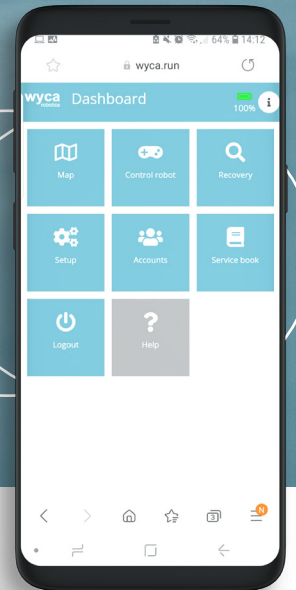 64% 14:12
wyca.run
wyca
robotics
Dashboard
100%
i
Map
Control robot
Recovery
Setup
Accounts
Service book
Logout
?
Help
3
N